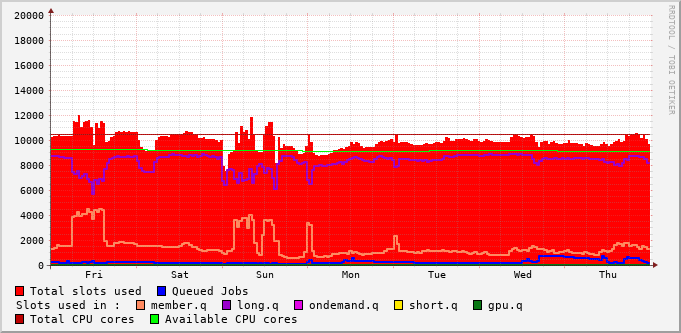 20000
18000
16000
14000
12000
10000
8000
6000
4000
2000
0
Fri Sat Sun Mon Tue Wed Thu
RRDTOOL / TOBI OETIKER
Total slots used Queued Jobs
Slots used in : member.q long.q ondemand.q short.q gpu.q
Total CPU cores Available CPU cores